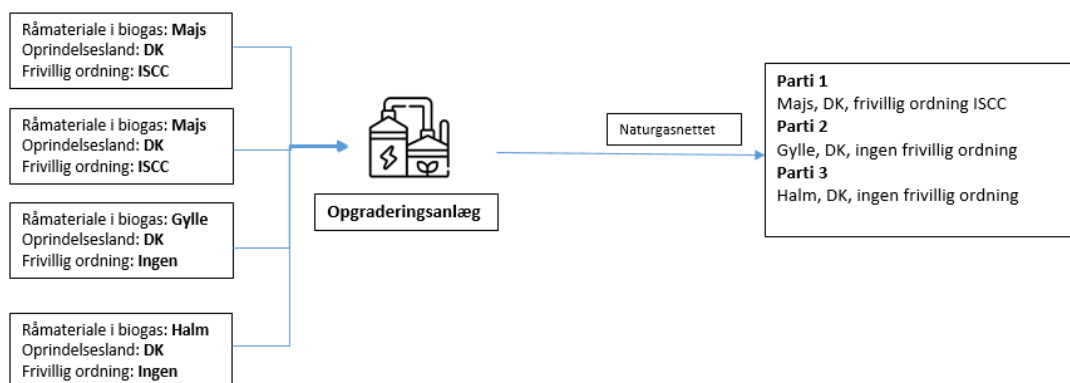 Råmateriale i biogas: Majs
Oprindelsesland: DK
Frivillig ordning: ISCC
Råmateriale i biogas: Majs
Oprindelsesland: DK
Frivillig ordning: ISCC
Råmateriale i biogas: Gylle
Oprindelsesland: DK
Frivillig ordning: Ingen
Råmateriale i biogas: Halm
Oprindelsesland: DK
Frivillig ordning: Ingen
Opgraderingsanlæg
Naturgasnettet
Parti 1
Majs, DK, frivillig ordning ISCC
Parti 2
Gylle, DK, ingen frivillig ordning
Parti 3
Halm, DK, ingen frivillig ordning